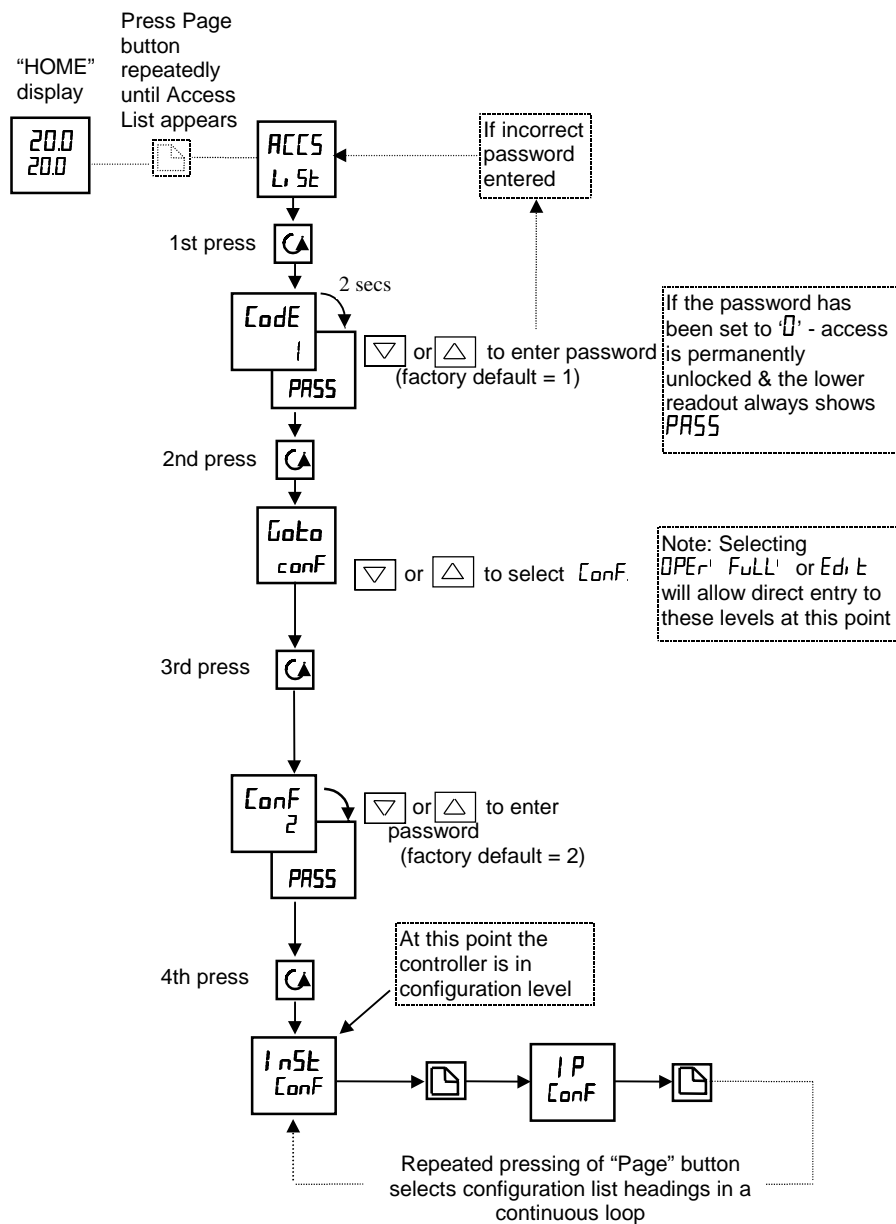 Press Page
button
repeatedly
until Access
List appears
“HOME”
display
20.0
20.0
ACCS
Li St
If incorrect
password
entered
1st press
2 secs
CodE
1
PASS
or to enter password
(factory default = 1)
If the password has
been set to ‘0’ - access
is permanently
unlocked & the lower
readout always shows
PASS
2nd press
Goto
conF
or to select ConF.
Note: Selecting
OPEr' FuLL' or Edit
will allow direct entry to
these levels at this point
3rd press
ConF
2
PASS
or to enter
password
(factory default = 2)
4th press
At this point the
controller is in
configuration level
InSt
ConF
IP
ConF
Repeated pressing of “Page” button
selects configuration list headings in a
continuous loop